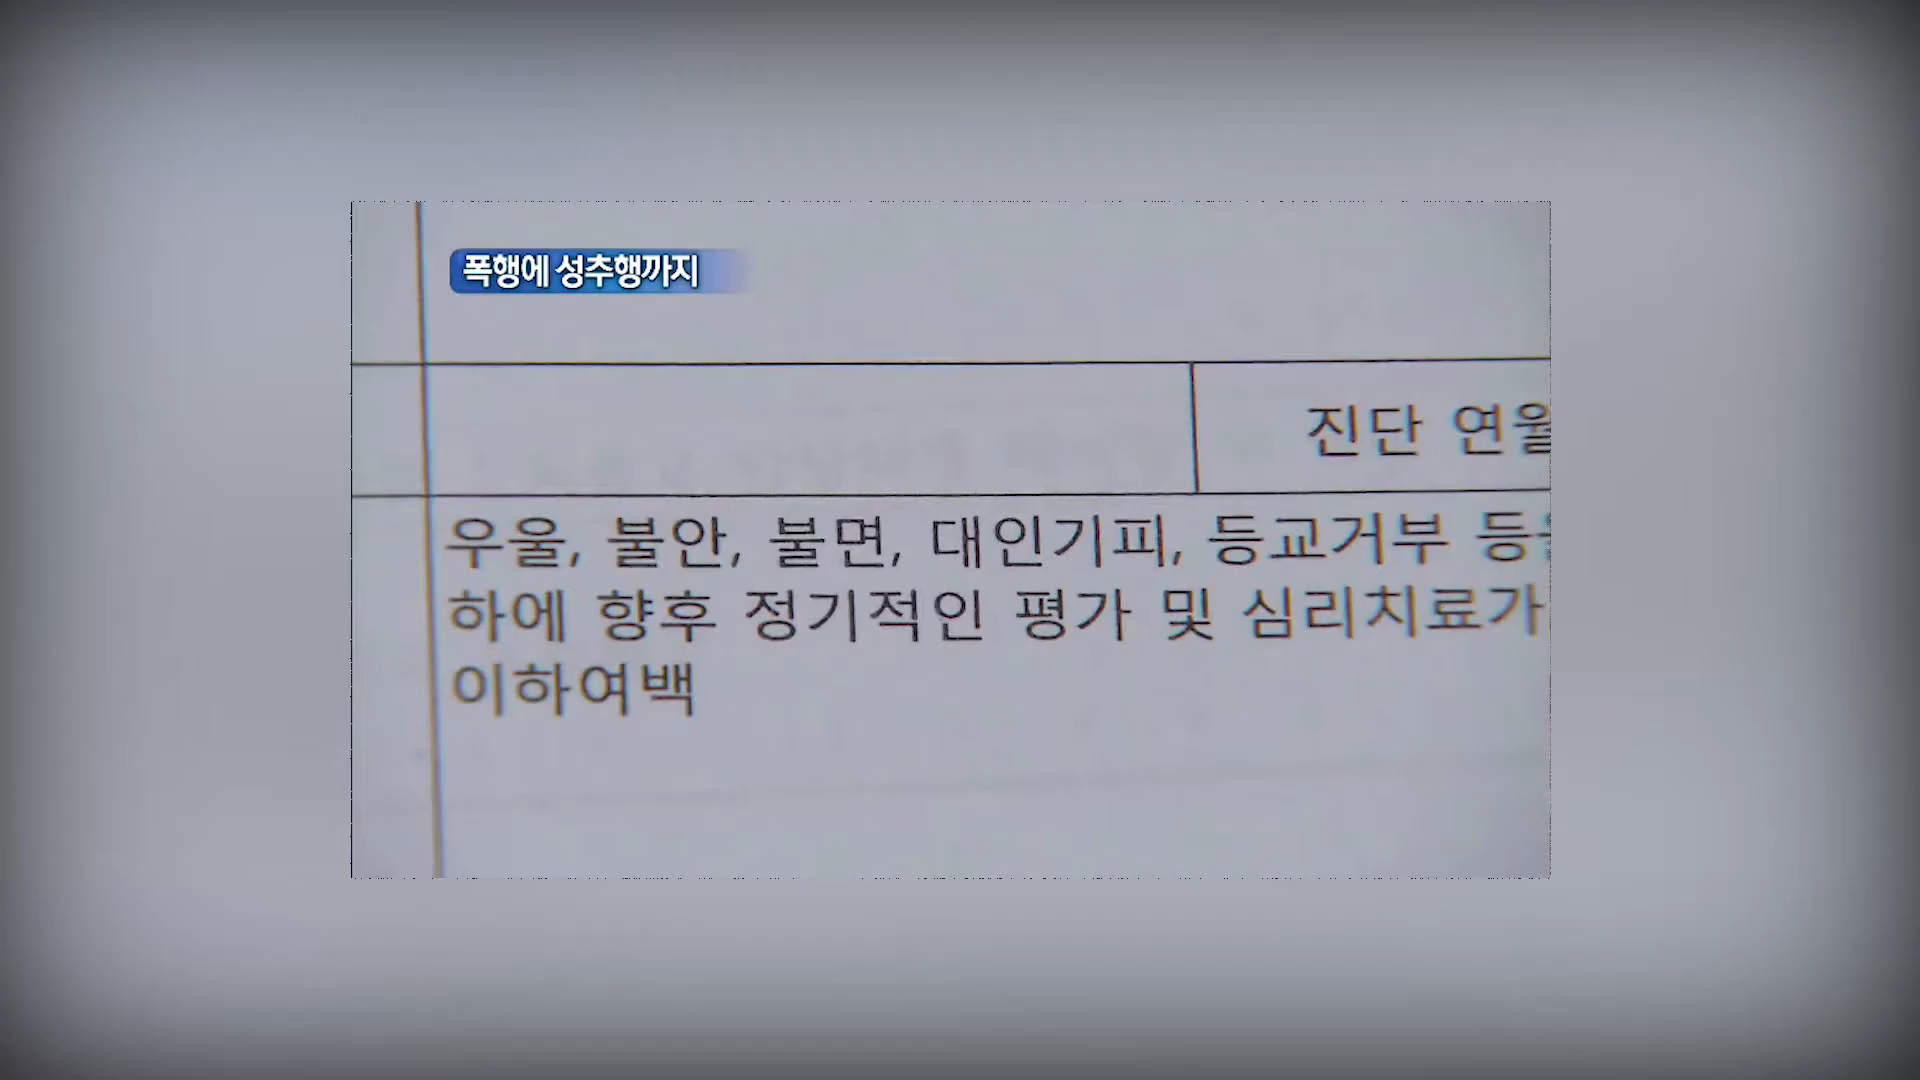 폭행에 성추행까지
진단 연월
우울, 불안, 불면, 대인기피, 등교거부
하에 향후 정기적인 평가 및 심리치료가
이하여백